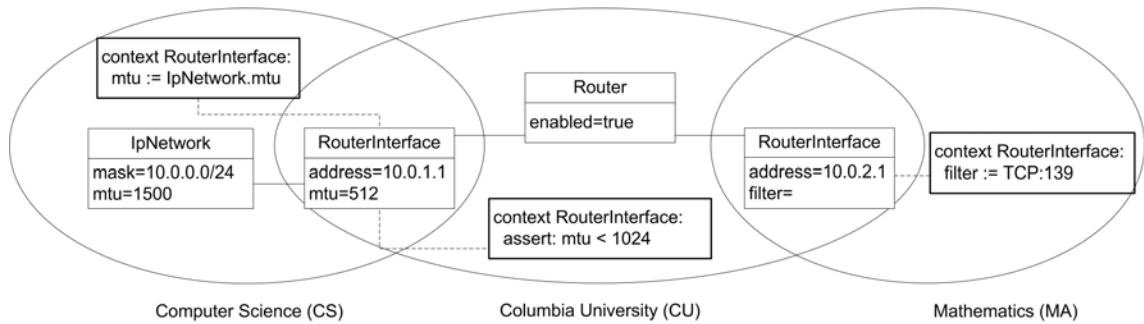 context RouterInterface:
mtu := IpNetwork.mtu
Router
enabled=true
IpNetwork
mask=10.0.0.0/24
mtu=1500
RouterInterface
address=10.0.1.1
mtu=512
RouterInterface
address=10.0.2.1
filter=
context RouterInterface:
filter := TCP:139
context RouterInterface:
assert: mtu < 1024
Computer Science (CS)
Columbia University (CU)
Mathematics (MA)